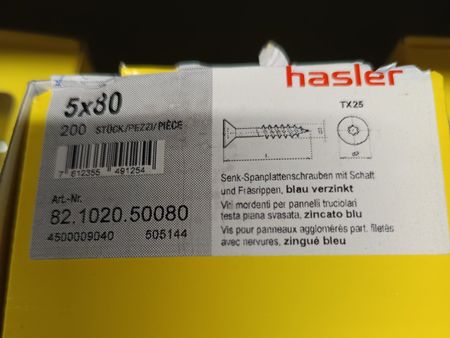 hasler
5x80
200 STÜCK/PEZZI/PIÈCE
TX25
7 612355 491254
L
Art.-Nr.
82.1020.50080
4500009040 505144
Senk-Spanplattenschrauben mit Schaft
und Fräsrippen, blau verzinkt
Viti mordenti per pannelli truciolari
testa piana svasata, zincato blu
Vis pour panneaux agglomérés part. filetés
avec nervures, zingué bleu